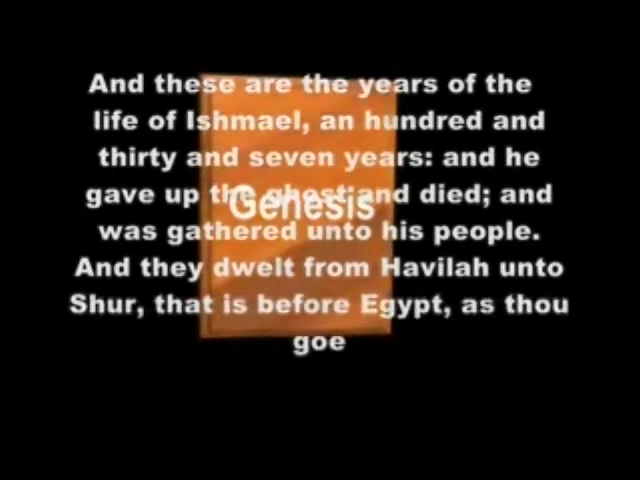 And these are the years of the
life of Ishmael, an hundred and
thirty and seven years: and he
gave up the ghost and died; and
Genesis
was gathered unto his people.
And they dwelt from Havilah unto
Shur, that is before Egypt, as thou
goe